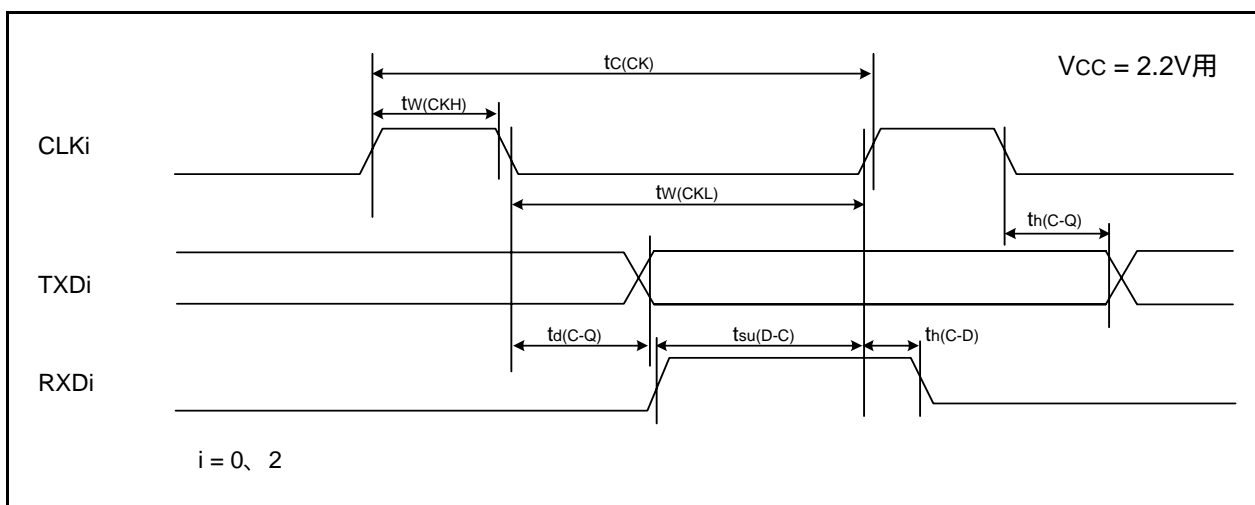 tC(CK)
VCC = 2.2V用
tW(CKH)
CLKi
tW(CKL)
th(C-Q)
TXDi
td(C-Q)
tsu(D-C)
th(C-D)
RXDi
i = 0、2